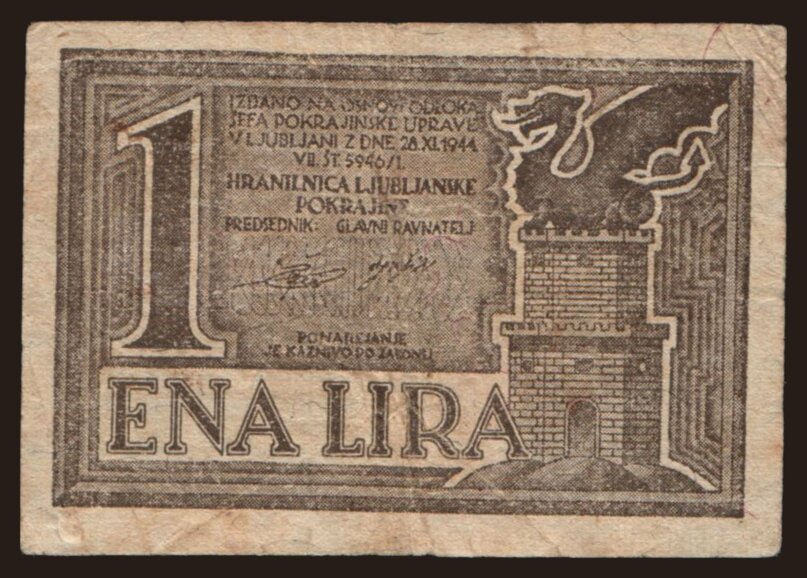 1
IZDANO NA OSNOVI ODLOKA
ŠEFA POKRAJINSKE UPRAVE
V LJUBLJANI Z DNE 28.XI.1944
VII. ŠT. 5946/1.
HRANILNICA LJUBLJANSKE
POKRAJINE
PREDSEDNIK: GLAVNI RAVNATELJ
PONAREJANJE
JE KAZNIVO PO ZAKONU
ENA LIRA